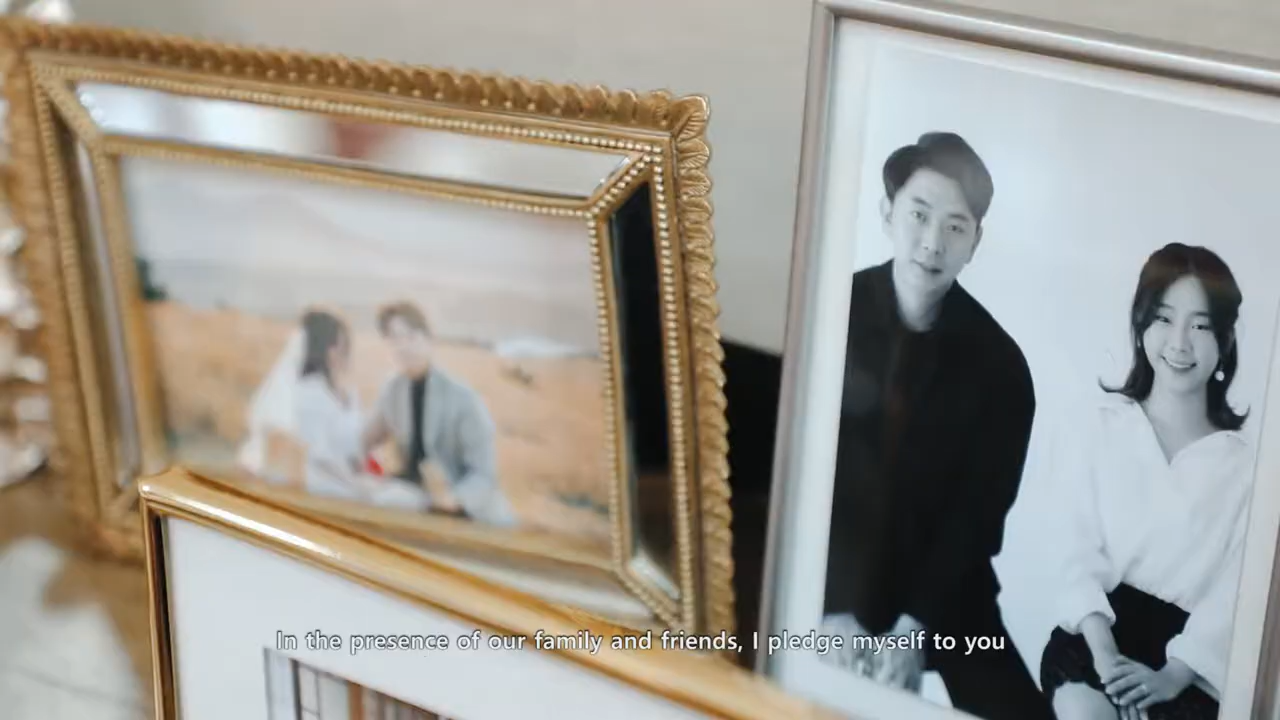 In the presence of our family and friends, I pledge myself to you